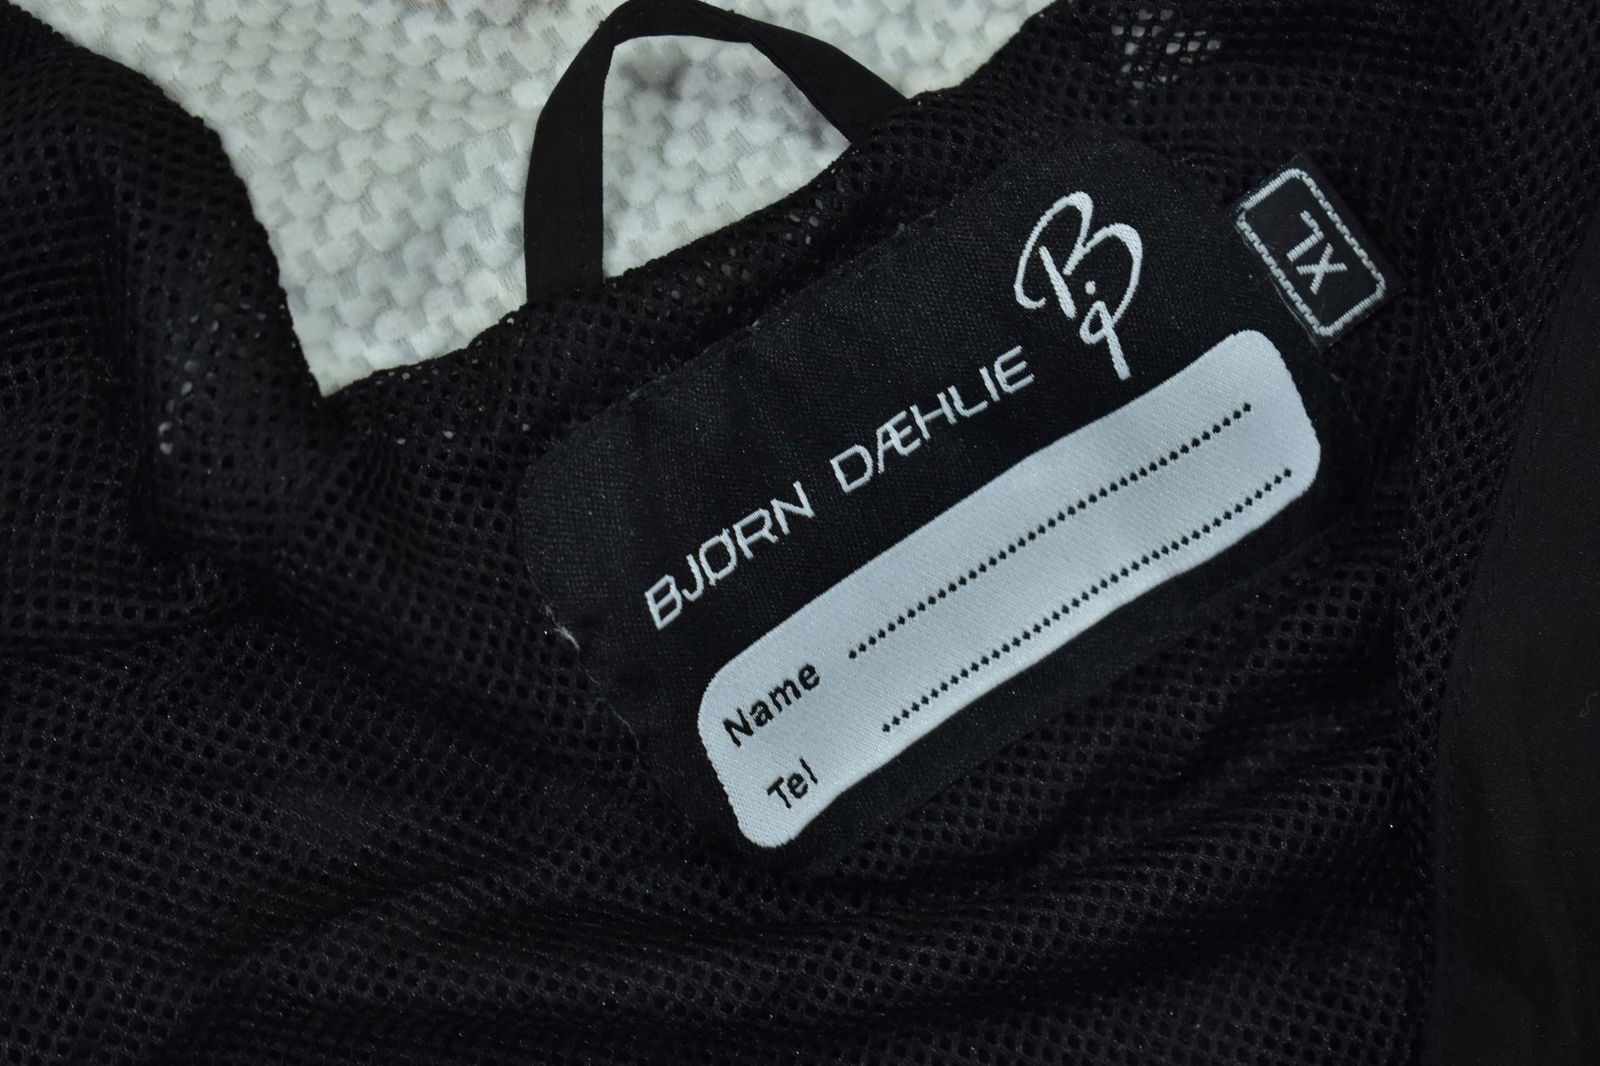 XL
BJØRN DÆHLIE
Name ........................................
Tel ........................................